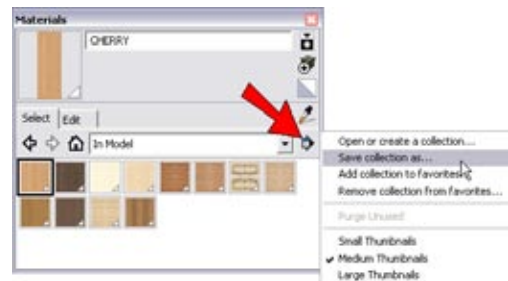 Materials
CHERRY
Select Edit
In Model
Open or create a collection...
Save collection as...
Add collection to favorites
Remove collection from favorites...
Purge Unused
Small Thumbnails
Medium Thumbnails
Large Thumbnails